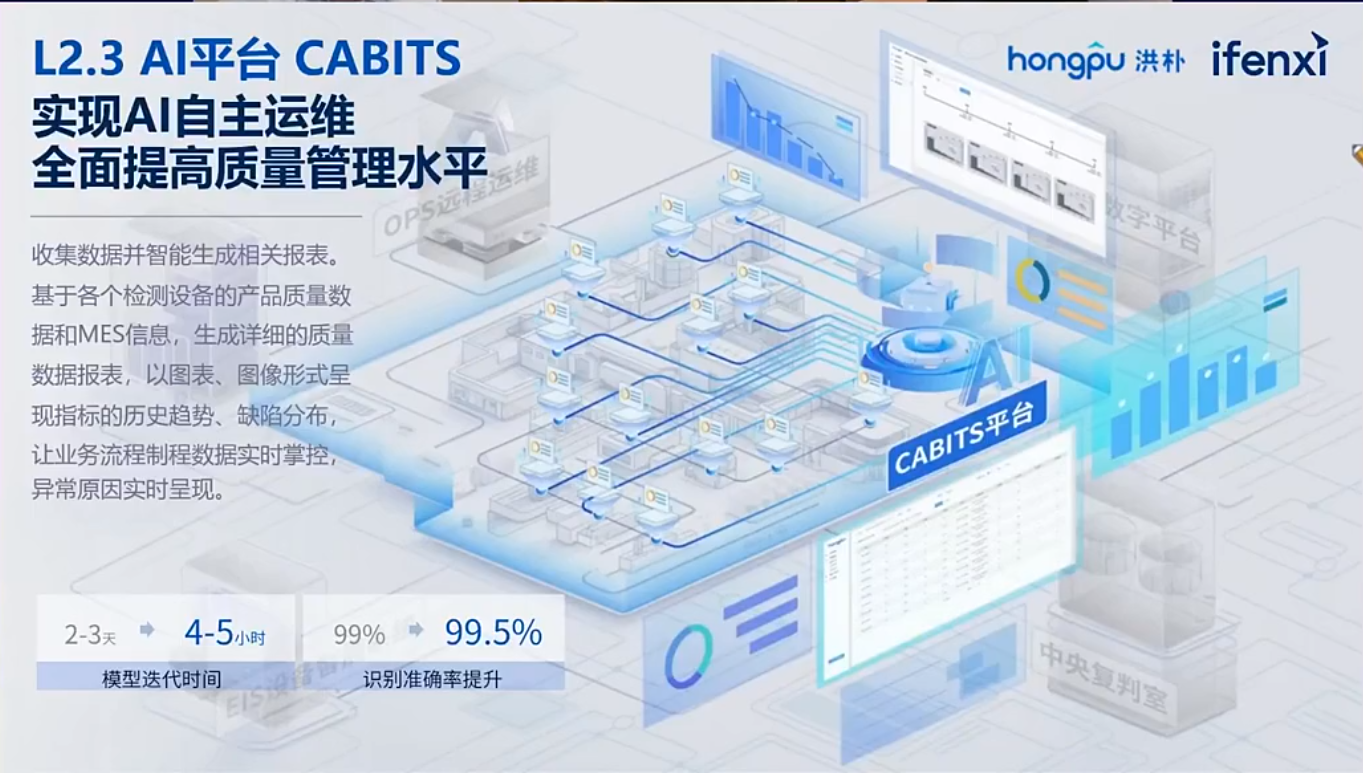 L2.3 AI平台 CABITS
实现AI自主运维
全面提高质量管理水平
hongpu 洪朴
ifenxi
收集数据并智能生成相关报表。
基于各个检测设备的产品质量数
据和MES信息，生成详细的质量
数据报表，以图表、图像形式呈
现指标的历史趋势、缺陷分布，
让业务流程制程数据实时掌控，
异常原因实时呈现。
OPS远程运维
数字平台
AI
CABITS平台
中央复判室
2-3天
4-5小时
模型迭代时间
99%
99.5%
识别准确率提升
EIS设备